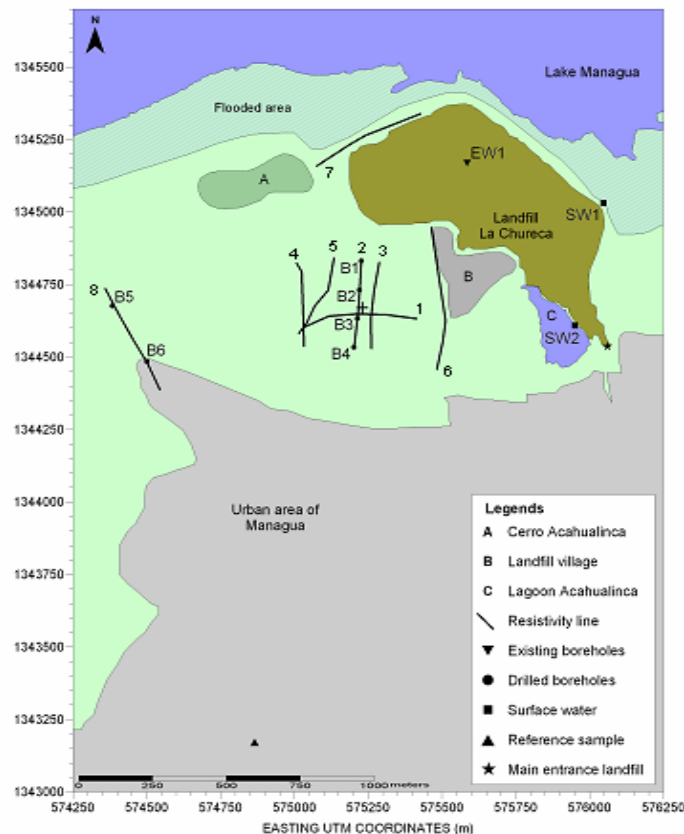 N
1345500
Lake Managua
Flooded area
1345250
EW1
7
A
1345000
SW1
Landfill
La Chureca
4
5
2
3
B1
B
1344750
8
B5
B2
C
1
B3
SW2
1344500
B6
B4
6
1344250
1344000
Urban area of
Managua
Legends
A Cerro Acahualinca
B Landfill village
1343750
C Lagoon Acahualinca
Resistivity line
Existing boreholes
1343500
Drilled boreholes
Surface water
1343250
Reference sample
Main entrance landfill
0 250 500 750 1000 meters
1343000
574250 574500 574750 575000 575250 575500 575750 576000 576250
EASTING UTM COORDINATES (m)